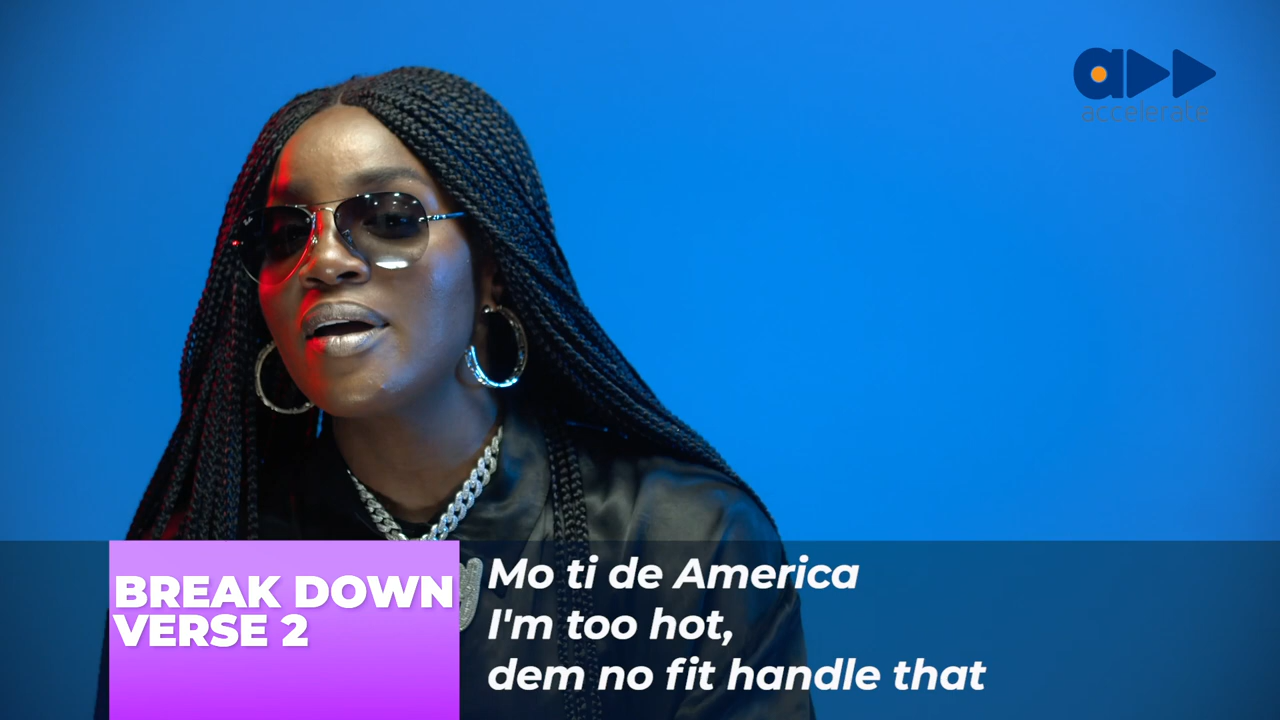 accelerate
BREAK DOWN
VERSE 2
Mo ti de America
I'm too hot,
dem no fit handle that